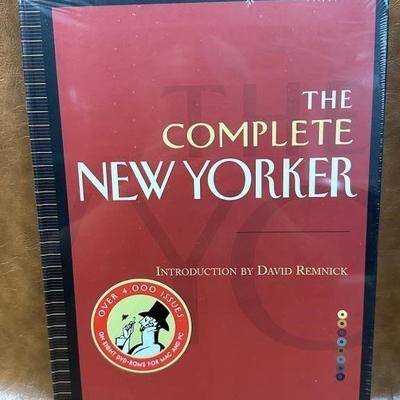 THE
COMPLETE
NEW YORKER
INTRODUCTION BY DAVID REMNICK
OVER 4,000 ISSUES
ON EIGHT DVD-ROMS FOR MAC AND PC